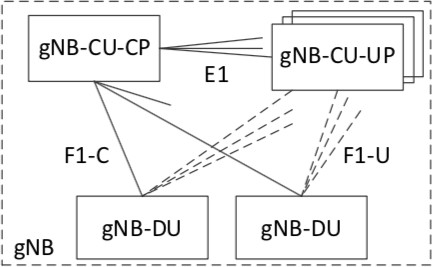 gNB-CU-CP
gNB-CU-UP
E1
F1-C
F1-U
gNB-DU
gNB-DU
gNB